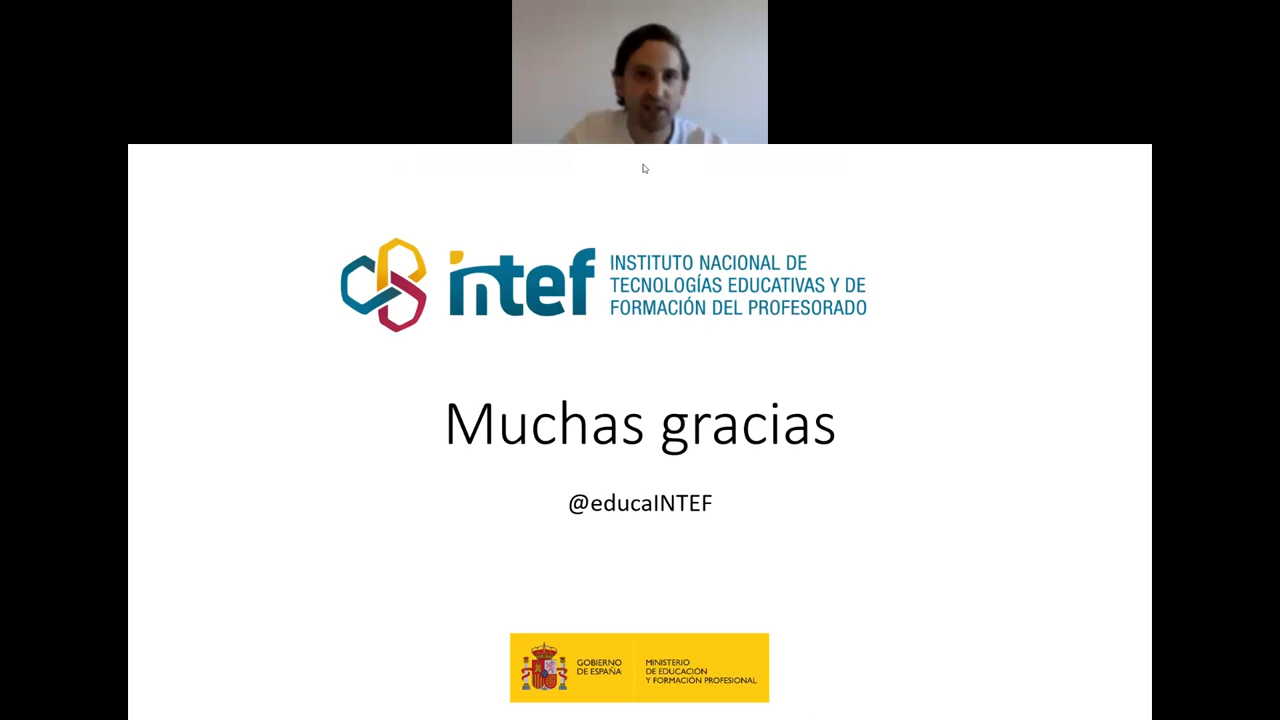 intef
INSTITUTO NACIONAL DE
TECNOLOGÍAS EDUCATIVAS Y DE
FORMACIÓN DEL PROFESORADO
Muchas gracias
@educaINTEF
GOBIERNO
DE ESPAÑA
MINISTERIO
DE EDUCACIÓN
Y FORMACIÓN PROFESIONAL